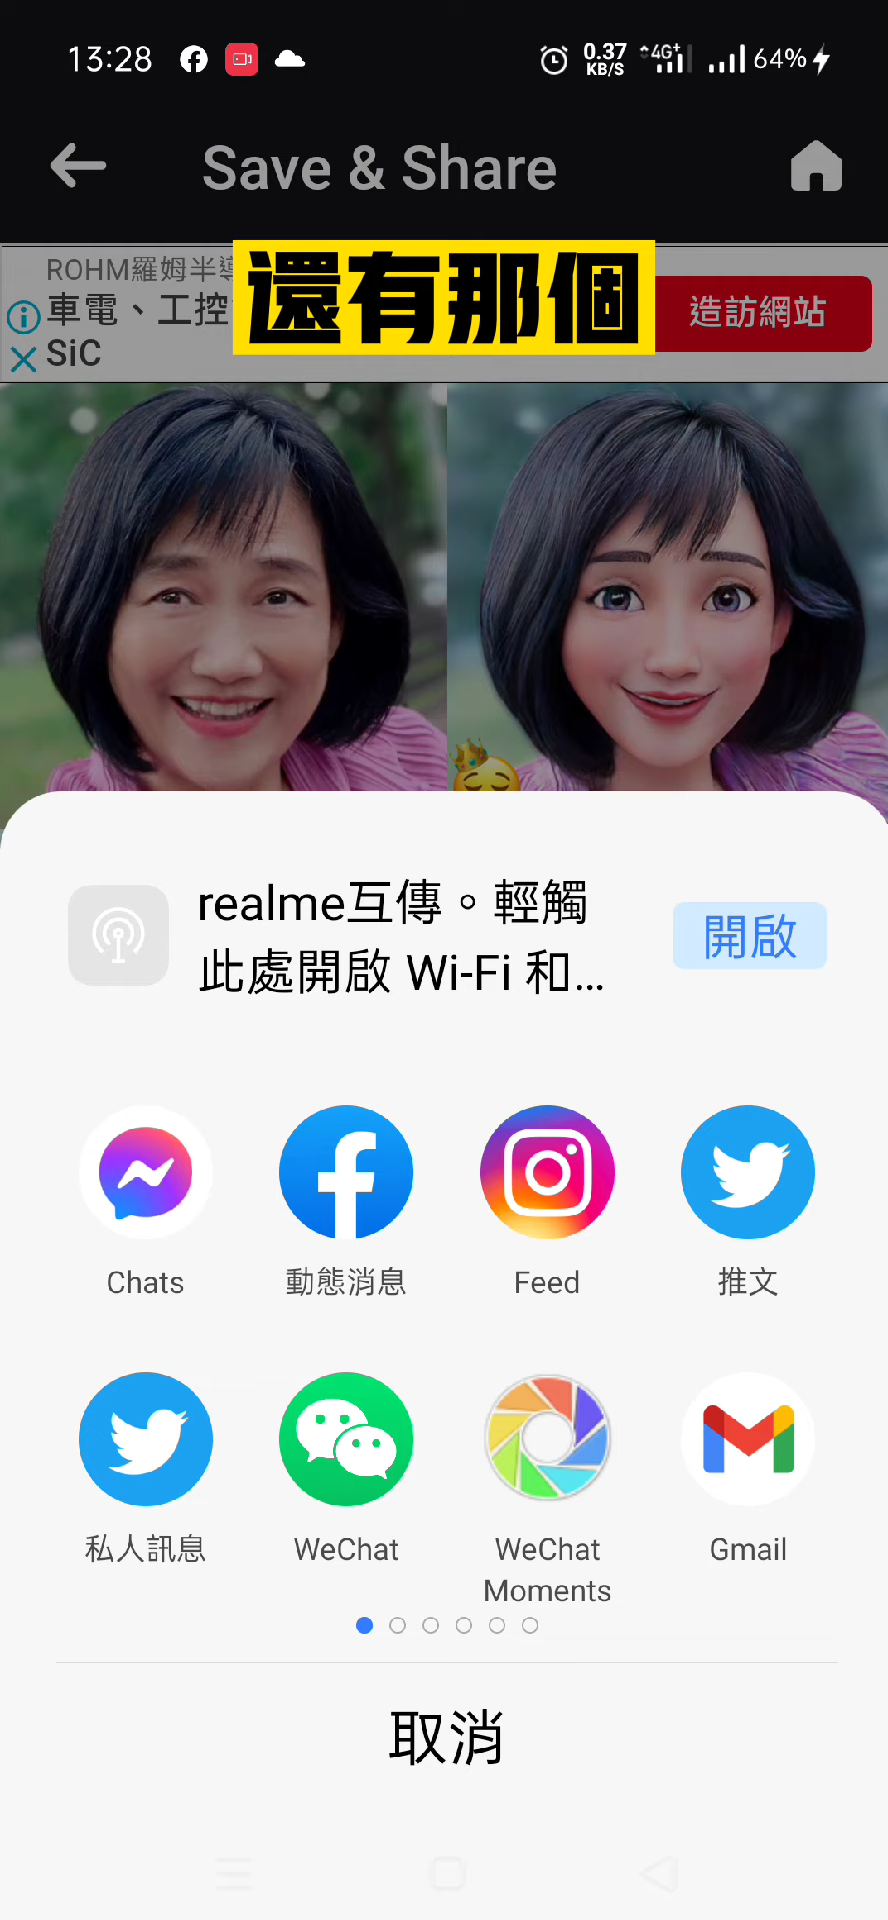 13:28
0.37
KB/S
4G+
64%
Save & Share
ROHM羅姆半導
車電、工控
SiC
還有那個
造訪網站
realme互傳。輕觸
此處開啟 Wi-Fi 和...
開啟
Chats
動態消息
Feed
推文
私人訊息
WeChat
WeChat
Moments
Gmail
取消